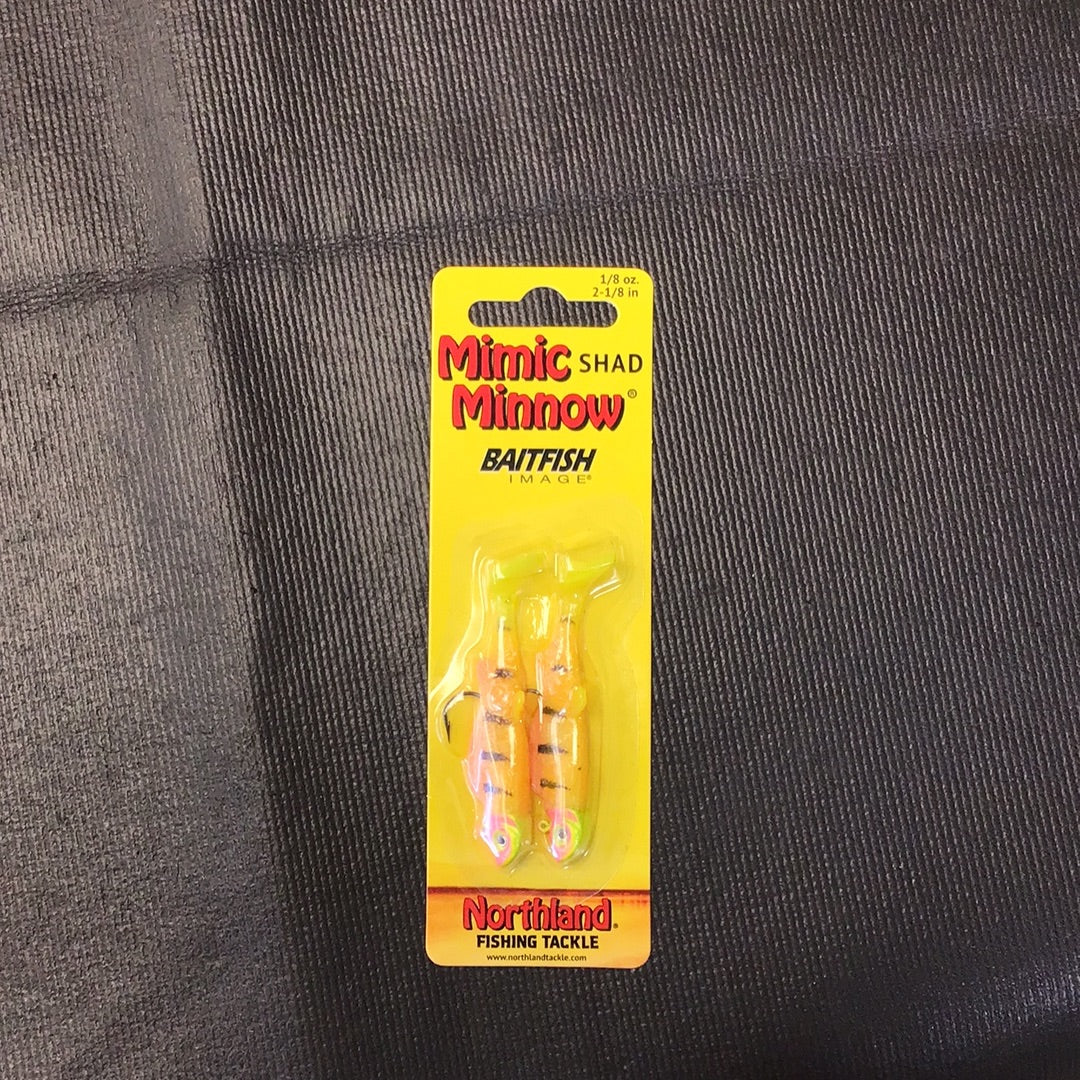 1/8 oz.
2-1/8 in
Mimic SHAD
Minnow®
BAITFISH
IMAGE®
Northland®
FISHING TACKLE
www.northlandtackle.com